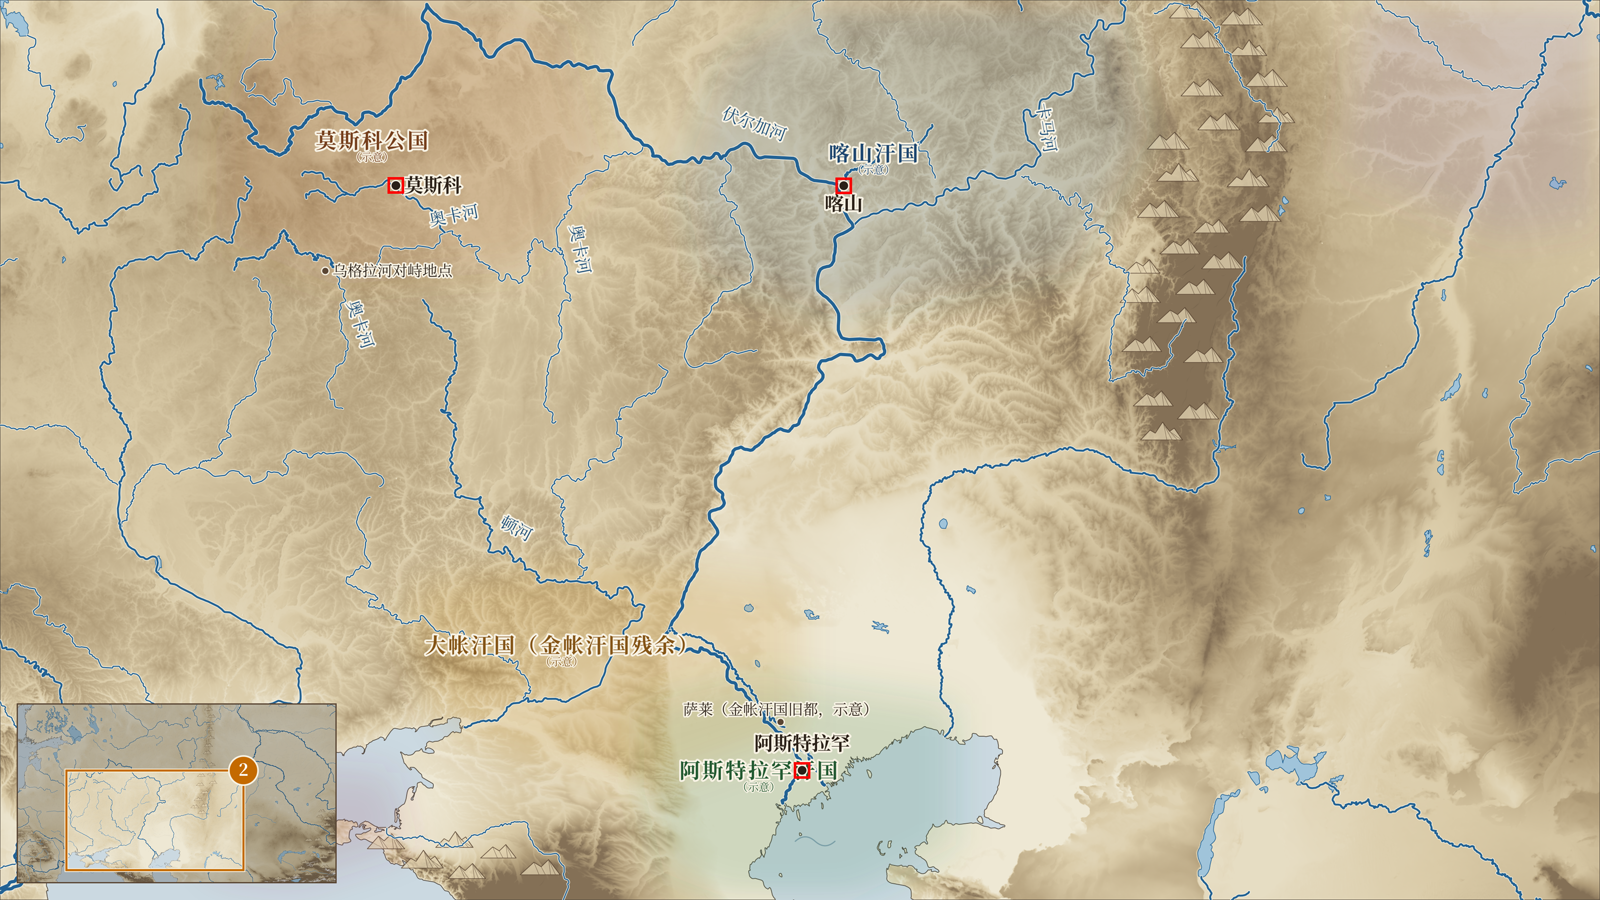 伏尔加河
卡马河
莫斯科公国
(示意)
喀山汗国
(示意)
莫斯科
喀山
奥卡河
奥卡河
乌格拉河对峙地点
奥卡河
顿河
大帐汗国（金帐汗国残余）
(示意)
萨莱（金帐汗国旧都，示意）
阿斯特拉罕
阿斯特拉罕 国
(示意)
2